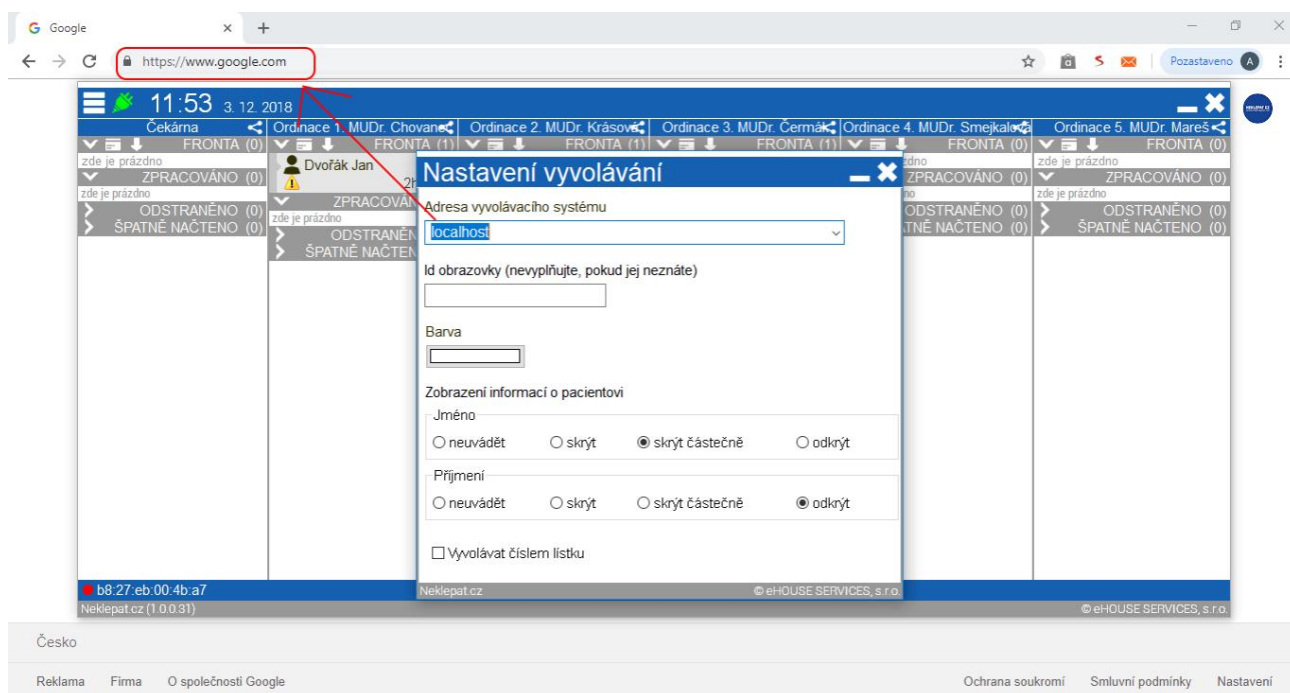 Google
https://www.google.com
Pozastaveno A
11:53 3. 12. 2018
Čekárna
Ordinace 1. MUDr. Chovanec
Ordinace 2. MUDr. Krásová
Ordinace 3. MUDr. Čermák
Ordinace 4. MUDr. Smejkalová
Ordinace 5. MUDr. Mareš
FRONTA (0)
FRONTA (1)
FRONTA (1)
FRONTA (1)
FRONTA (0)
FRONTA (0)
zde je prázdno
Dvořák Jan
zde je prázdno
ZPRACOVÁNO (0)
2h
ZPRACOVÁNO (0)
ZPRACOVÁNO (0)
zde je prázdno
zde je prázdno
zde je prázdno
ODSTRANĚNO (0)
ODSTRANĚNO (0)
ODSTRANĚNO (0)
ŠPATNĚ NAČTENO (0)
ŠPATNĚ NAČTEN
NĚ NAČTENO (0)
ŠPATNĚ NAČTENO (0)
Nastavení vyvolávání
Adresa vyvolávacího systému
localhost
Id obrazovky (nevyplňujte, pokud jej neznáte)
Barva
Zobrazení informací o pacientovi
Jméno
neuvádět skrýt skrýt částečně odkrýt
Příjmení
neuvádět skrýt skrýt částečně odkrýt
Vyvolávat číslem lístku
Neklepat.cz © eHOUSE SERVICES, s.r.o.
b8:27:eb:00:4b:a7
Neklepat.cz (1.0.0.31) © eHOUSE SERVICES, s.r.o.
Česko
Reklama Firma O společnosti Google Ochrana soukromí Smluvní podmínky Nastavení